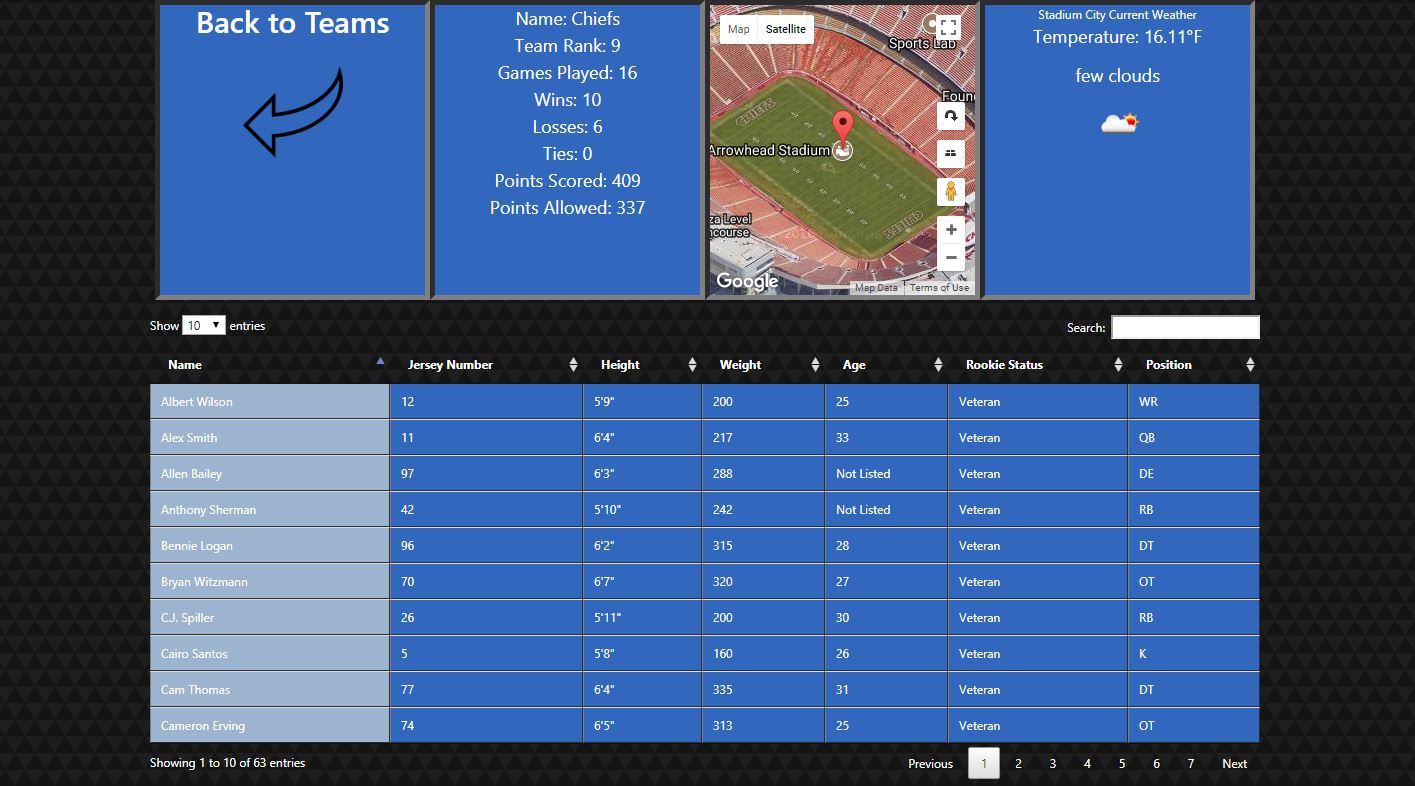 Back to Teams
Name: Chiefs
Team Rank: 9
Games Played: 16
Wins: 10
Losses: 6
Ties: 0
Points Scored: 409
Points Allowed: 337
Map Satellite
Sports Lab
Foun
CHIEFS
Arrowhead Stadium
za Level
ncourse
CHIEFS
Google
Map Data Terms of Use
Stadium City Current Weather
Temperature: 16.11°F
few clouds
Show 10 entries
Search:
Name Jersey Number Height Weight Age Rookie Status Position
Albert Wilson 12 5'9" 200 25 Veteran WR
Alex Smith 11 6'4" 217 33 Veteran QB
Allen Bailey 97 6'3" 288 Not Listed Veteran DE
Anthony Sherman 42 5'10" 242 Not Listed Veteran RB
Bennie Logan 96 6'2" 315 28 Veteran DT
Bryan Witzmann 70 6'7" 320 27 Veteran OT
C.J. Spiller 26 5'11" 200 30 Veteran RB
Cairo Santos 5 5'8" 160 26 Veteran K
Cam Thomas 77 6'4" 335 31 Veteran DT
Cameron Erving 74 6'5" 313 25 Veteran OT
Showing 1 to 10 of 63 entries
Previous 1 2 3 4 5 6 7 Next